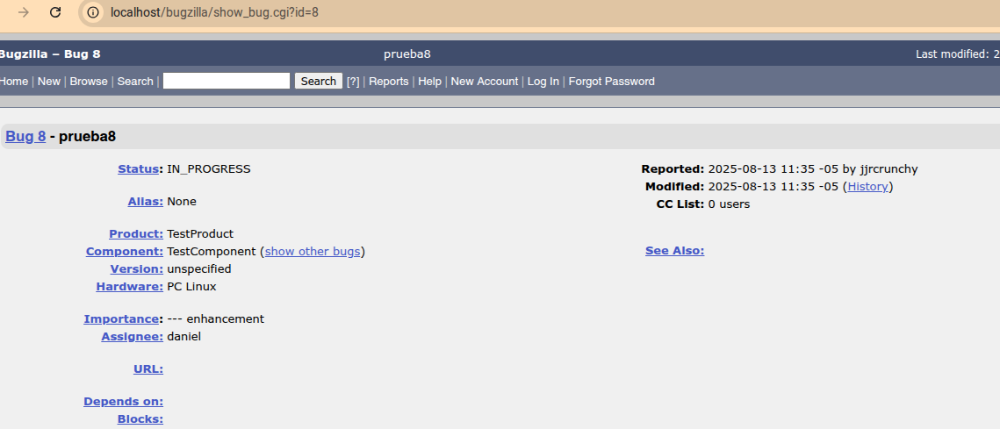 localhost/bugzilla/show_bug.cgi?id=8
Bugzilla – Bug 8 prueba8 Last modified: 2
Home | New | Browse | Search | Search [?] | Reports | Help | New Account | Log In | Forgot Password
Bug 8 - prueba8
Status: IN_PROGRESS
Alias: None
Product: TestProduct
Component: TestComponent (show other bugs)
Version: unspecified
Hardware: PC Linux
Importance: --- enhancement
Assignee: daniel
URL:
Depends on:
Blocks:
Reported: 2025-08-13 11:35 -05 by jjrcrunchy
Modified: 2025-08-13 11:35 -05 (History)
CC List: 0 users
See Also: